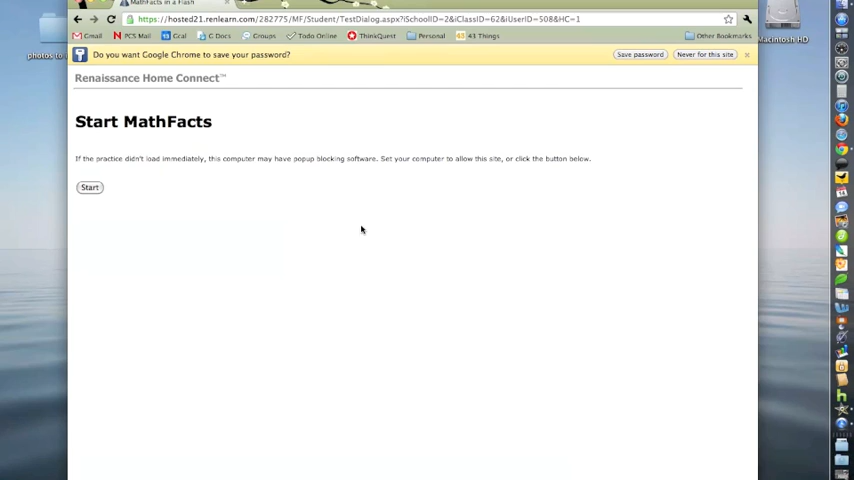 MathFacts in a Flash
https://hosted21.renlearn.com/282775/MF/Student/TestDialog.aspx?iSchoolID=2&iClassID=62&iUserID=508&HC=1
Gmail PCS Mail Gcal G Docs Groups Todo Online ThinkQuest Personal 43 Things Other Bookmarks
Macintosh HD
photos to
Do you want Google Chrome to save your password? Save password Never for this site
Renaissance Home Connect™
Start MathFacts
If the practice didn't load immediately, this computer may have popup blocking software. Set your computer to allow this site, or click the button below.
Start